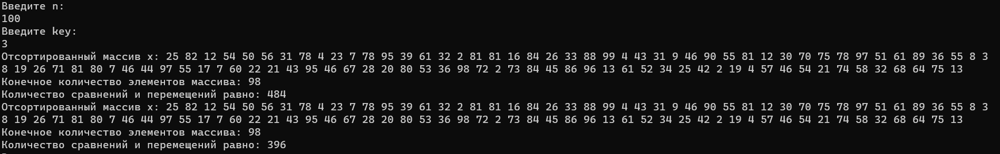 Введите n:
100
Введите key:
3
Отсортированный массив x: 25 82 12 54 50 56 31 78 4 23 7 78 95 39 61 32 2 81 81 16 84 26 33 88 99 4 43 31 9 46 90 55 81 12 30 70 75 78 97 51 61 89 36 55 8 3
8 19 26 71 81 80 7 46 44 97 55 17 7 60 22 21 43 95 46 67 28 20 80 53 36 98 72 2 73 84 45 86 96 13 61 52 34 25 42 2 19 4 57 46 54 21 74 58 32 68 64 75 13
Конечное количество элементов массива: 98
Количество сравнений и перемещений равно: 484
Отсортированный массив x: 25 82 12 54 50 56 31 78 4 23 7 78 95 39 61 32 2 81 81 16 84 26 33 88 99 4 43 31 9 46 90 55 81 12 30 70 75 78 97 51 61 89 36 55 8 3
8 19 26 71 81 80 7 46 44 97 55 17 7 60 22 21 43 95 46 67 28 20 80 53 36 98 72 2 73 84 45 86 96 13 61 52 34 25 42 2 19 4 57 46 54 21 74 58 32 68 64 75 13
Конечное количество элементов массива: 98
Количество сравнений и перемещений равно: 396